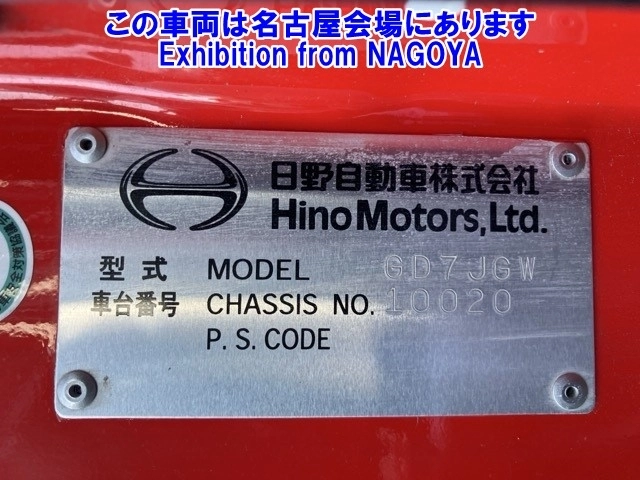 この車両は名古屋会場にあります
Exhibition from NAGOYA
日野自動車株式会社
Hino Motors, Ltd.
型式 MODEL GD7JGW
車台番号 CHASSIS NO. 10020
P. S. CODE